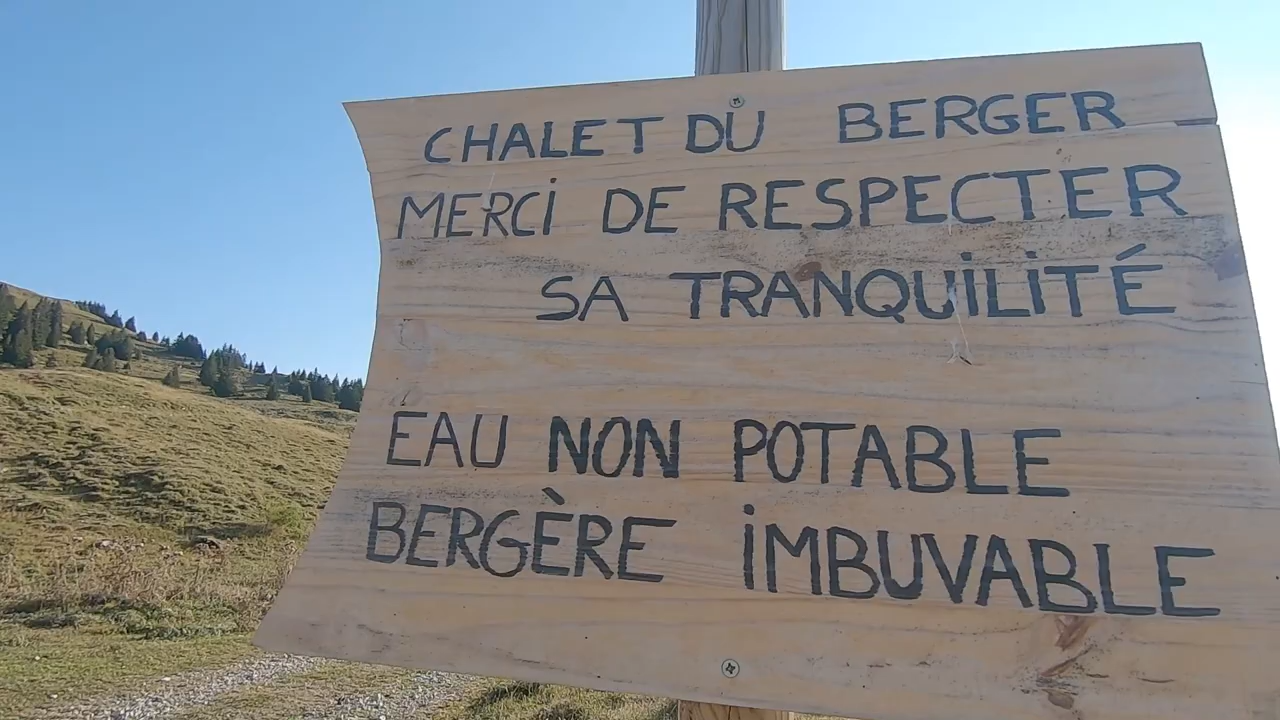 CHALET DU BERGER
MERCI DE RESPECTER
SA TRANQUILITÉ
EAU NON POTABLE
BERGÈRE IMBUVABLE